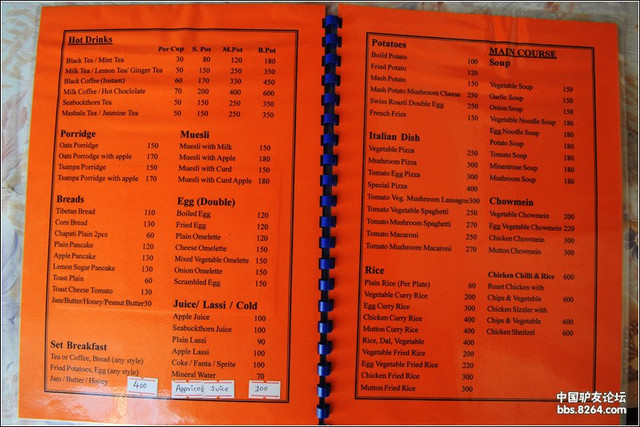 Hot Drinks
Per Cup S. Pot M.Pot B.Pot
Black Tea / Mint Tea 30 80 120 180
Milk Tea / Lemon Tea/ Ginger Tea 50 150 250 350
Black Coffee (Instant) 60 170 330 450
Milk Coffee / Hot Choclolate 70 200 400 600
Seabuckthorn Tea 50 150 250 350
Mashala Tea / Jasmine Tea 50 150 250 350
Porridge
Oats Porridge 150
Oats Porrodge with apple 170
Tsampa Porridge 150
Tsampa Porridge with apple 170
Muesli
Muesli with Milk 150
Muesli with Apple 180
Muesli with Curd 150
Muesli with Curd Apple 180
Breads
Tibetan Bread 110
Corn Bread 130
Chapati Plain 2pcs 60
Plain Pancake 120
Apple Pancake 130
Lemon Sugar Pancake 130
Toast Plain 60
Toast Cheese Tomato 130
Jam/Butter/Honey/Peanut Butter 50
Egg (Double)
Boiled Egg 120
Fried Egg 120
Plain Omelette 120
Cheese Omelette 150
Mixed Vegetable Omelette 150
Onion Omelette 150
Scrambled Egg 150
Juice/ Lassi / Cold
Apple Juice 100
Seabuckthorn Juice 100
Plain Lassi 90
Apple Lassi 100
Coke / Fanta / Sprite 100
Mineral Water 70
Appricot Juice 100
Set Breakfast
Tea or Coffee, Bread (any style)
Fried Potatoes, Egg (any style)
Jam / Butter / Honey 400
Potatoes
Boild Potato 100
Fried Potato 120
Mash Potato 150
Mash Potato Mushroom Cheese 250
Swiss Roasti Double Egg 250
French Fries 150
Italian Dish
Vegetable Pizza 250
Mushroom Pizza 300
Tomato Egg Pizza 300
Special Pizza 400
Tomato Veg. Mushroom Lasnagne 300
Tomato Vegetable Spaghetti 250
Tomato Mushroom Spaghetti 270
Tomato Macaroni 250
Tomato Mushroom Macaroni 270
Rice
Plain Rice (Per Plate) 60
Vegetable Curry Rice 200
Egg Curry Rice 300
Chicken Curry Rice 400
Mutton Curry Rice 400
Rice, Dal, Vegetable 400
Vegetable Fried Rice 200
Egg Vegetable Fried Rice 220
Chicken Fried Rice 300
Mutton Fried Rice 300
MAIN COURSE
Soup
Vegetable Soup 150
Garlic Soup 150
Onion Soup 150
Vegetable Noodle Soup 180
Egg Noodle Soup 180
Potato Soup 150
Tomato Soup 150
Minestrose Soup 180
Mushroom Soup 180
Chowmein
Vegetable Chowmein 200
Egg Vegetable Chowmein 220
Chicken Chowmein 300
Mutton Chowmein 300
Chicken Chilli & Rice 600
Roast Chicken with
Chips & Vegetable 600
Chicken Sizzler with
Chips & Vegetable 600
Chicken Shnitzel 600
中国驴友论坛
bbs.8264.com